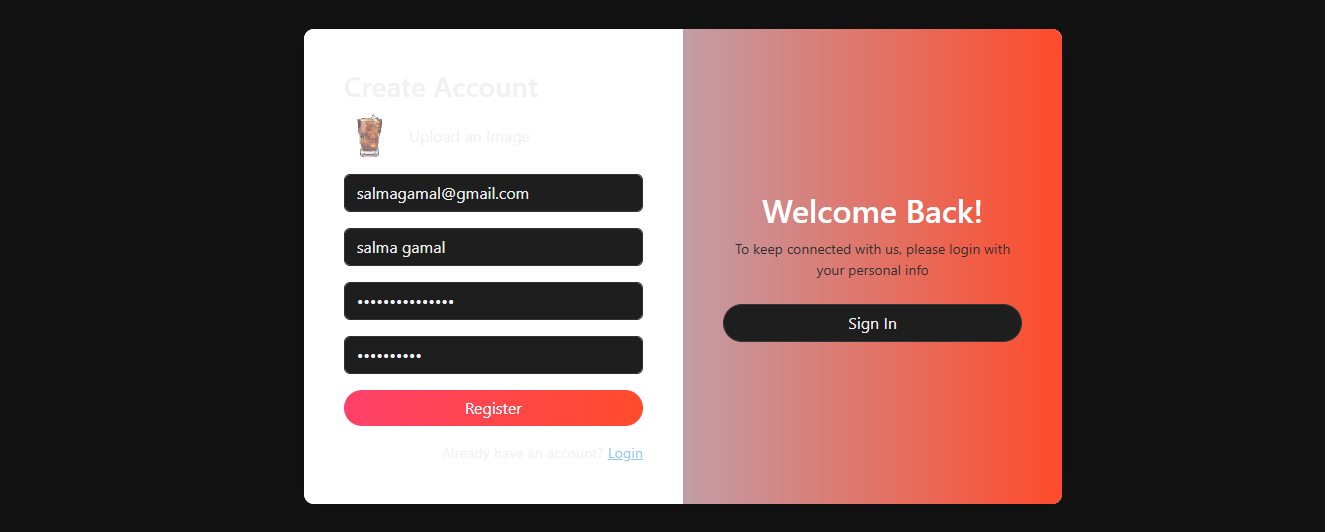 Create Account
Upload an Image
salmagamal@gmail.com
salma gamal
•••••••••••••••
••••••••••
Register
Already have an account? Login
Welcome Back!
To keep connected with us, please login with
your personal info
Sign In